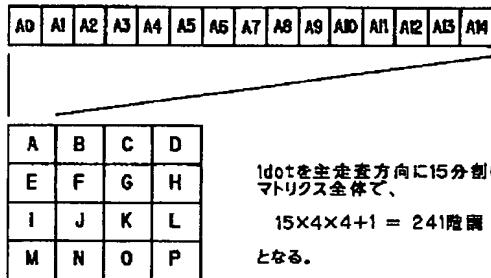 A0 A1 A2 A3 A4 A5 A6 A7 A8 A9 A10 A11 A12 A13 A14
A B C D
E F G H
I J K L
M N O P
1dotを主走査方向に15分割
マトリクス全体で、
15×4×4+1 = 241階調
となる。